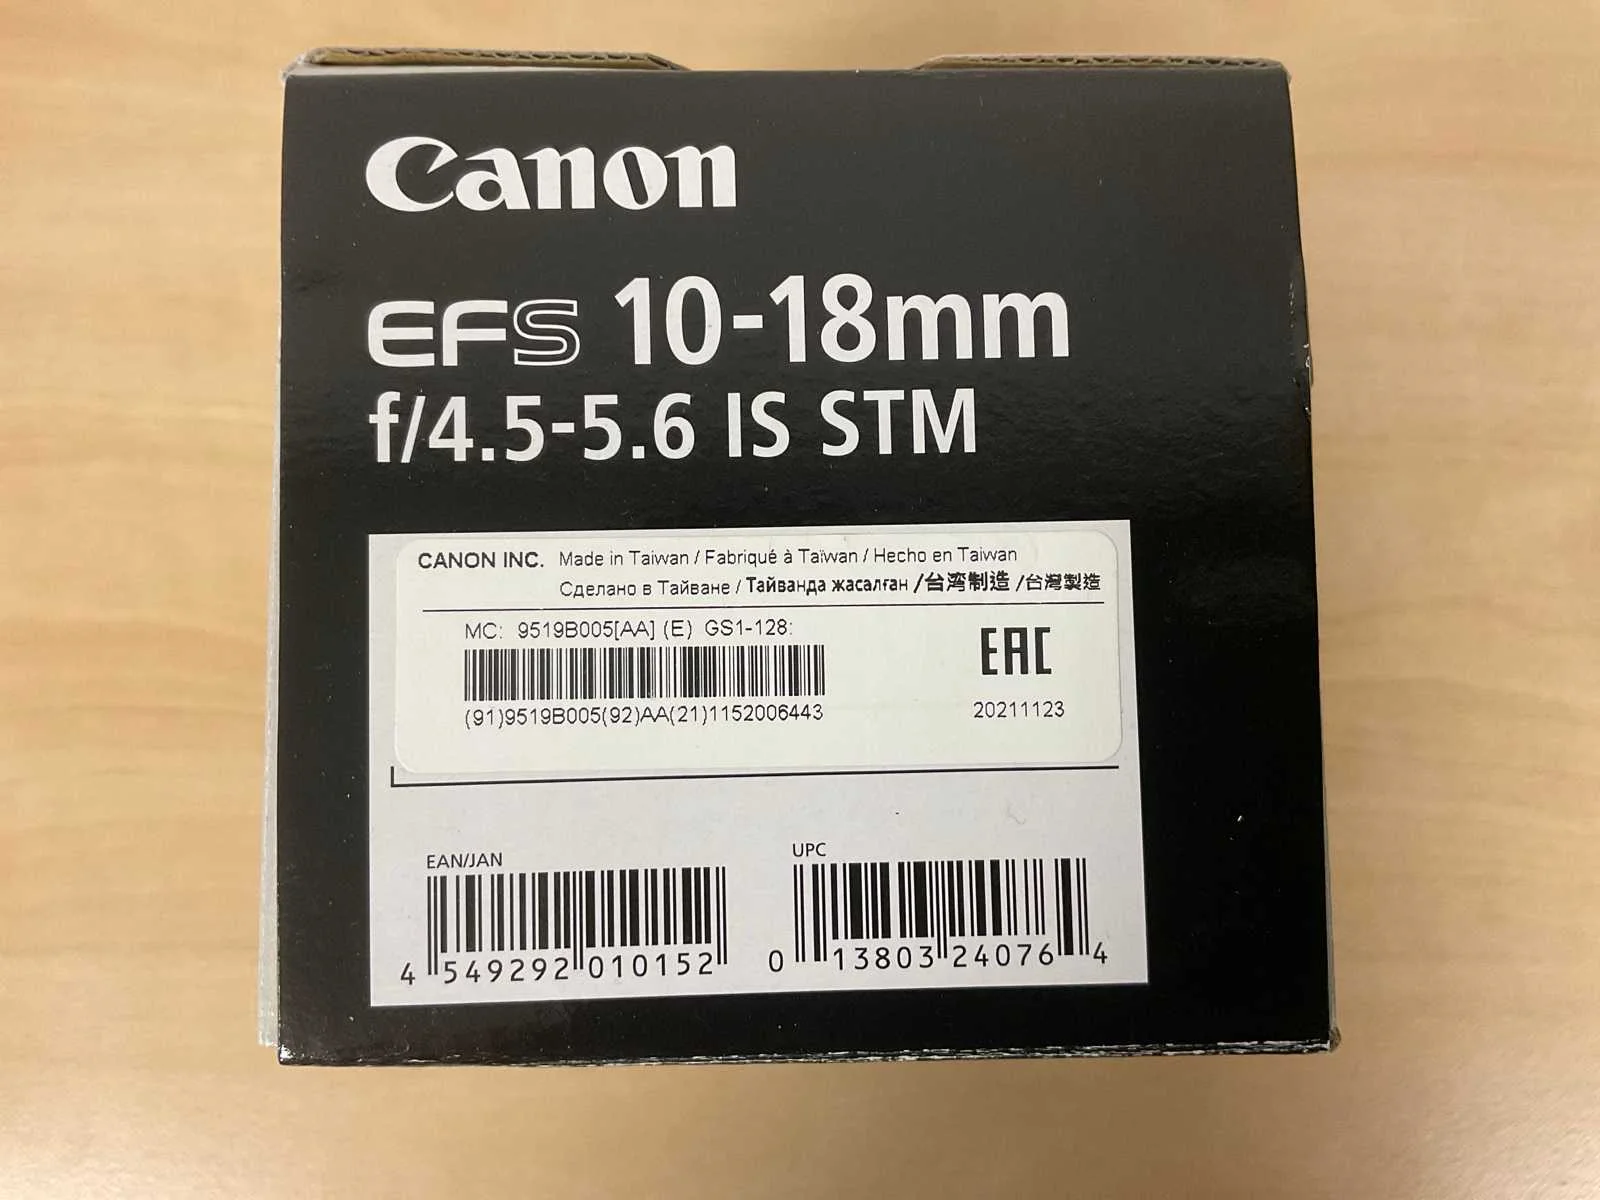 Canon
EFS 10-18mm
f/4.5-5.6 IS STM
CANON INC. Made in Taiwan / Fabriqué à Taïwan / Hecho en Taiwan
Сделано в Тайване / Тайванда жасалған /台湾制造 /台灣製造
MC: 9519B005[AA] (E) GS1-128:
(91)9519B005(92)AA(21)1152006443
EAC
20211123
EAN/JAN
4 549292 010152
UPC
0 13803 24076 4